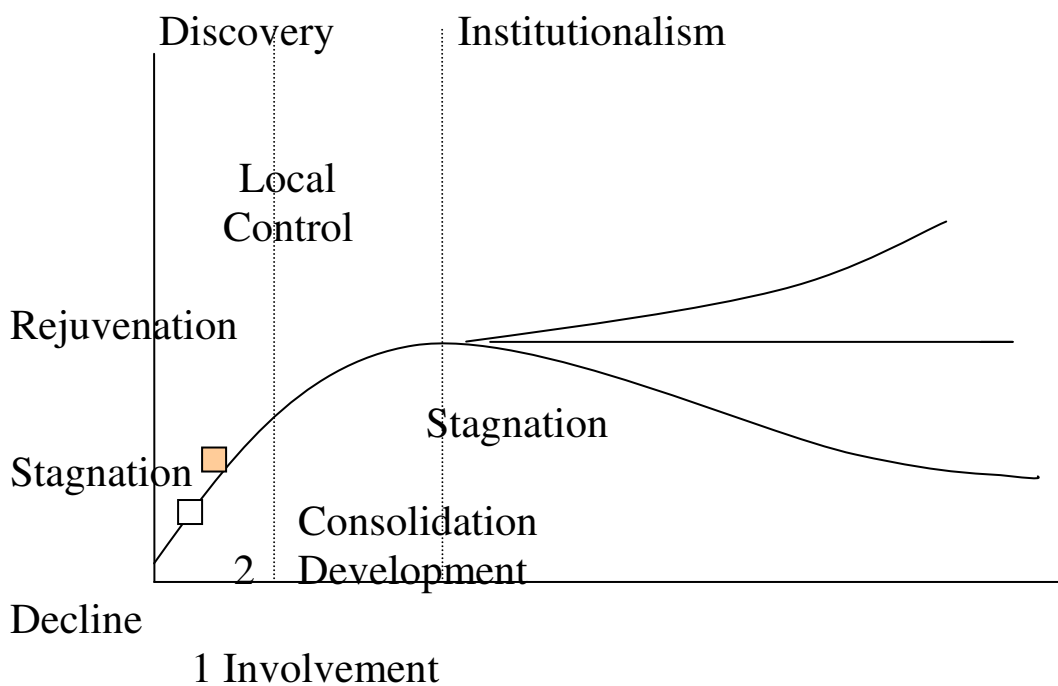 Discovery Institutionalism
Local
Control
Rejuvenation
Stagnation
Stagnation
Consolidation
2 Development
Decline
1 Involvement